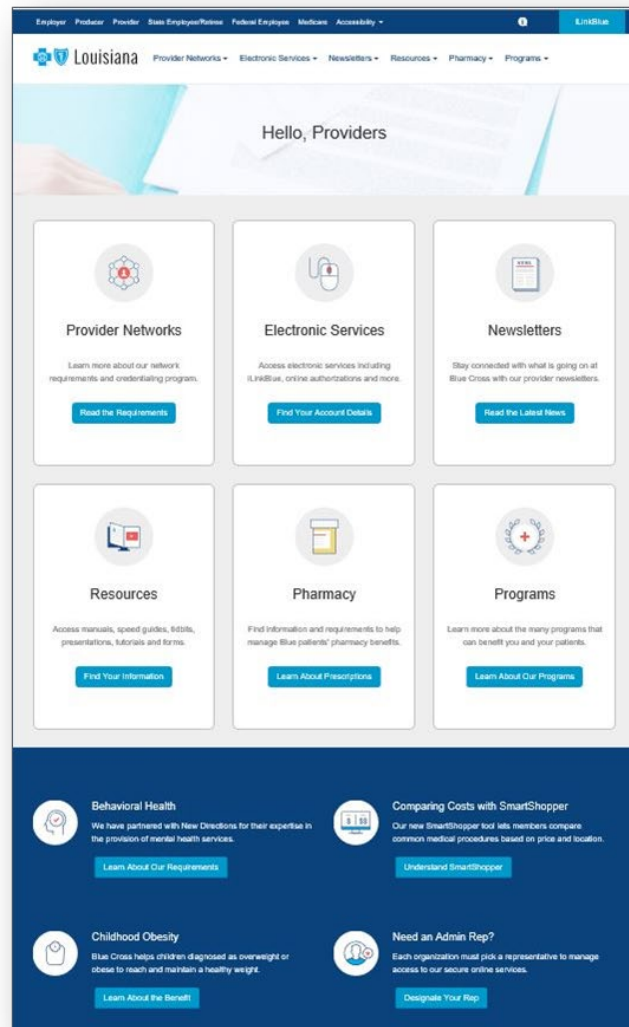 Employer Producer Provider State Employee/Retiree Federal Employee Medicare Accessibility
iLinkBlue
Louisiana Provider Networks Electronic Services Newsletters Resources Pharmacy Programs
Hello, Providers
Provider Networks
Learn more about our network
requirements and credentialing program.
Read the Requirements
Electronic Services
Access electronic services including
iLinkBlue, online authorizations and more.
Find Your Account Details
Newsletters
Stay connected with what is going on at
Blue Cross with our provider newsletters.
Read the Latest News
Resources
Access manuals, speed guides, tidbits,
presentations, tutorials and forms.
Find Your Information
Pharmacy
Find information and requirements to help
manage Blue patients' pharmacy benefits.
Learn About Prescriptions
Programs
Learn more about the many programs that
can benefit you and your patients.
Learn About Our Programs
Behavioral Health
We have partnered with New Directions for their expertise in
the provision of mental health services.
Learn About Our Requirements
Comparing Costs with SmartShopper
Our new SmartShopper tool lets members compare
common medical procedures based on price and location.
Understand SmartShopper
Childhood Obesity
Blue Cross helps children diagnosed as overweight or
obese to reach and maintain a healthy weight.
Learn About the Benefit
Need an Admin Rep?
Each organization must pick a representative to manage
access to our secure online services.
Designate Your Rep